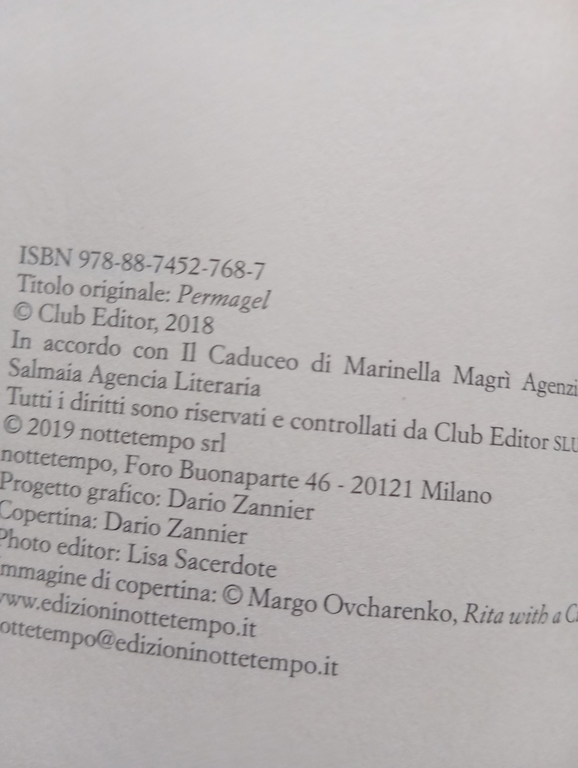 ISBN 978-88-7452-768-7
Titolo originale: Permagel
© Club Editor, 2018
In accordo con Il Caduceo di Marinella Magrì Agenzi
Salmaia Agencia Literaria
Tutti i diritti sono riservati e controllati da Club Editor SLU
© 2019 nottetempo srl
nottetempo, Foro Buonaparte 46 - 20121 Milano
Progetto grafico: Dario Zannier
Copertina: Dario Zannier
Photo editor: Lisa Sacerdote
mmagine di copertina: © Margo Ovcharenko, Rita with a C
www.edizioninottetempo.it
ottetempo@edizioninottetempo.it